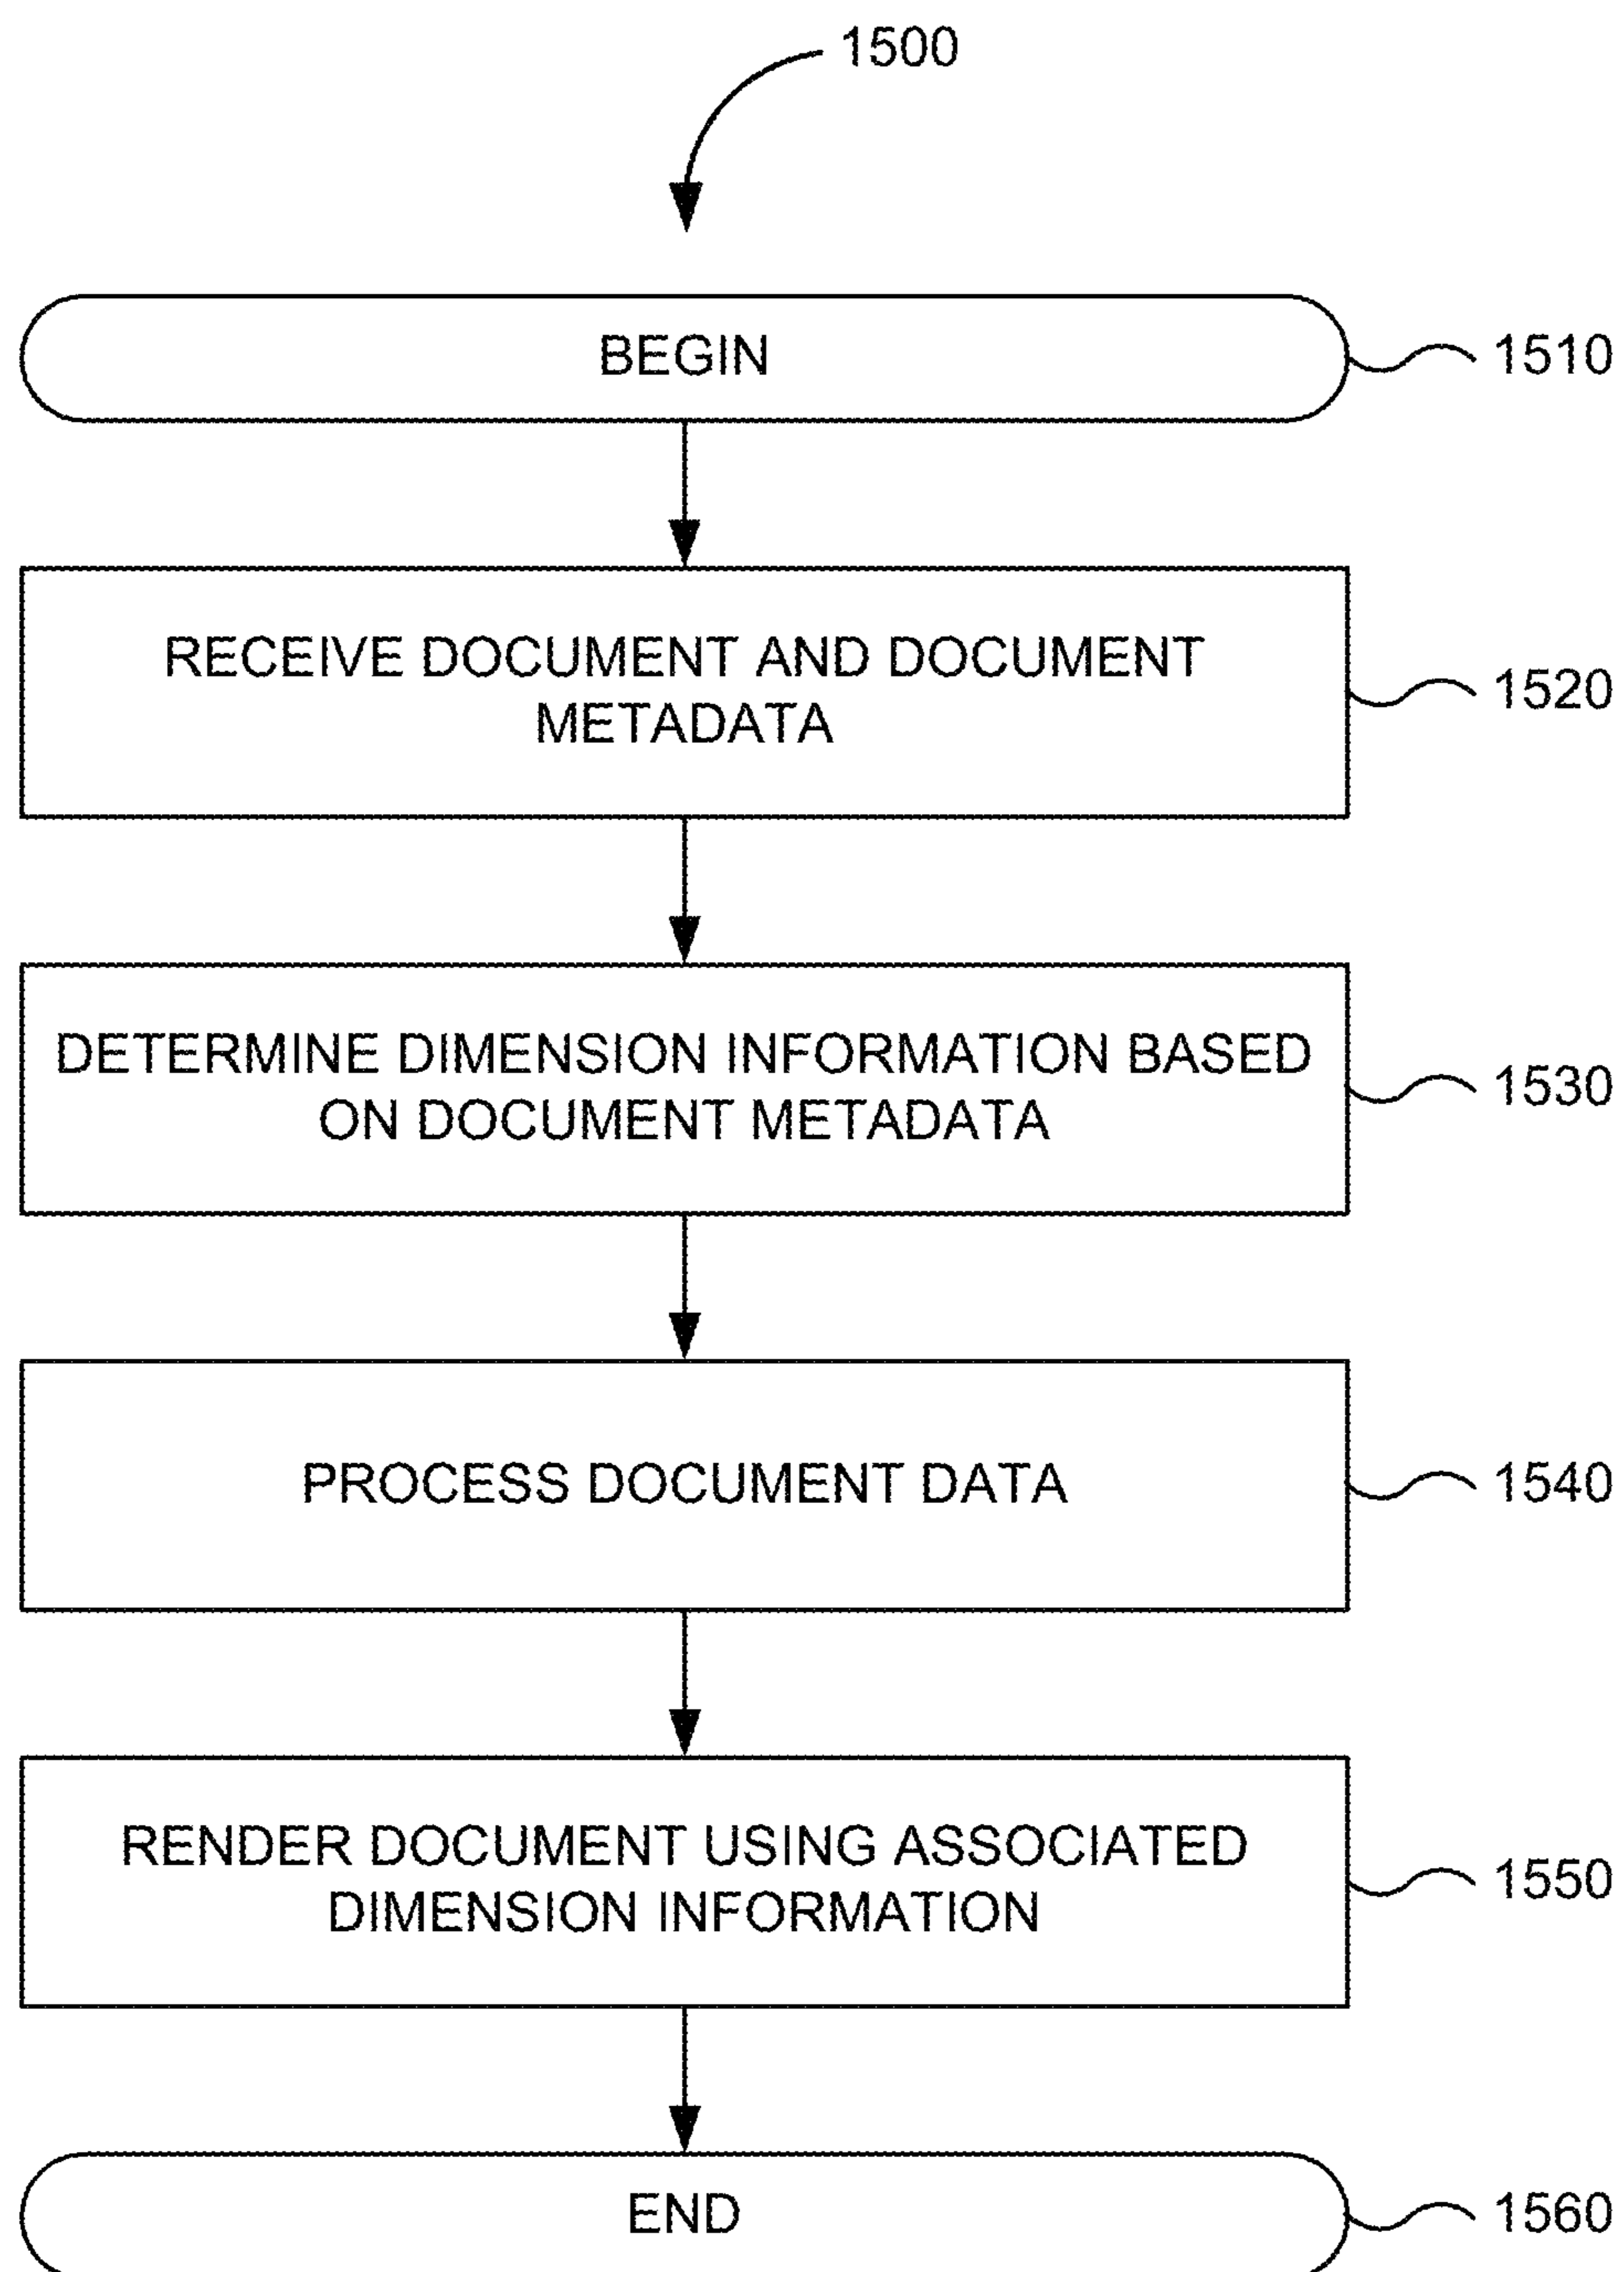 1500
BEGIN
1510
RECEIVE DOCUMENT AND DOCUMENT
METADATA
1520
DETERMINE DIMENSION INFORMATION BASED
ON DOCUMENT METADATA
1530
PROCESS DOCUMENT DATA
1540
RENDER DOCUMENT USING ASSOCIATED
DIMENSION INFORMATION
1550
END
1560